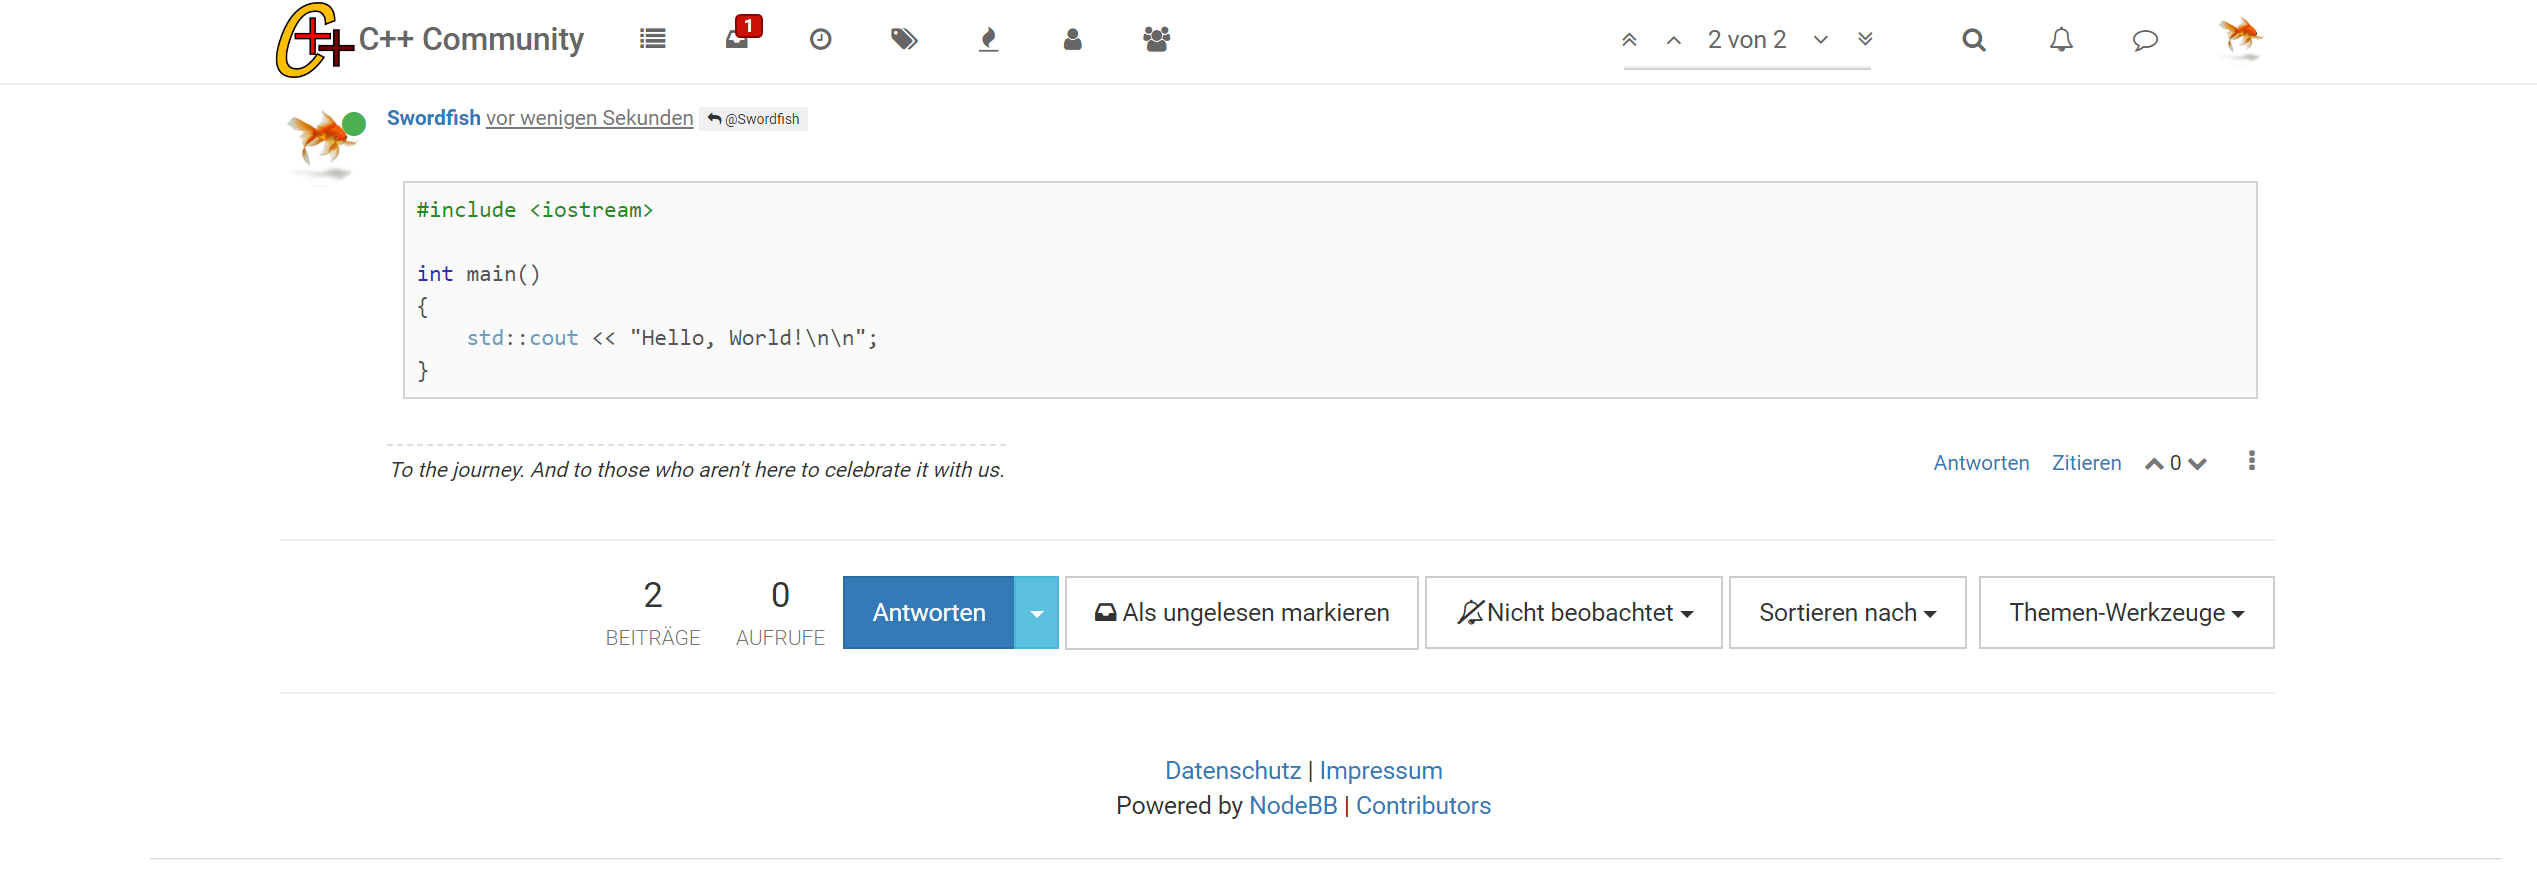 C++ C++ Community 1 2 von 2
Swordfish vor wenigen Sekunden @Swordfish
#include <iostream>
int main()
{
    std::cout << "Hello, World!\n\n";
}
To the journey. And to those who aren't here to celebrate it with us.
Antworten Zitieren 0
2 0
BEITRÄGE AUFRUFE Antworten Als ungelesen markieren Nicht beobachtet Sortieren nach Themen-Werkzeuge
Datenschutz | Impressum
Powered by NodeBB | Contributors